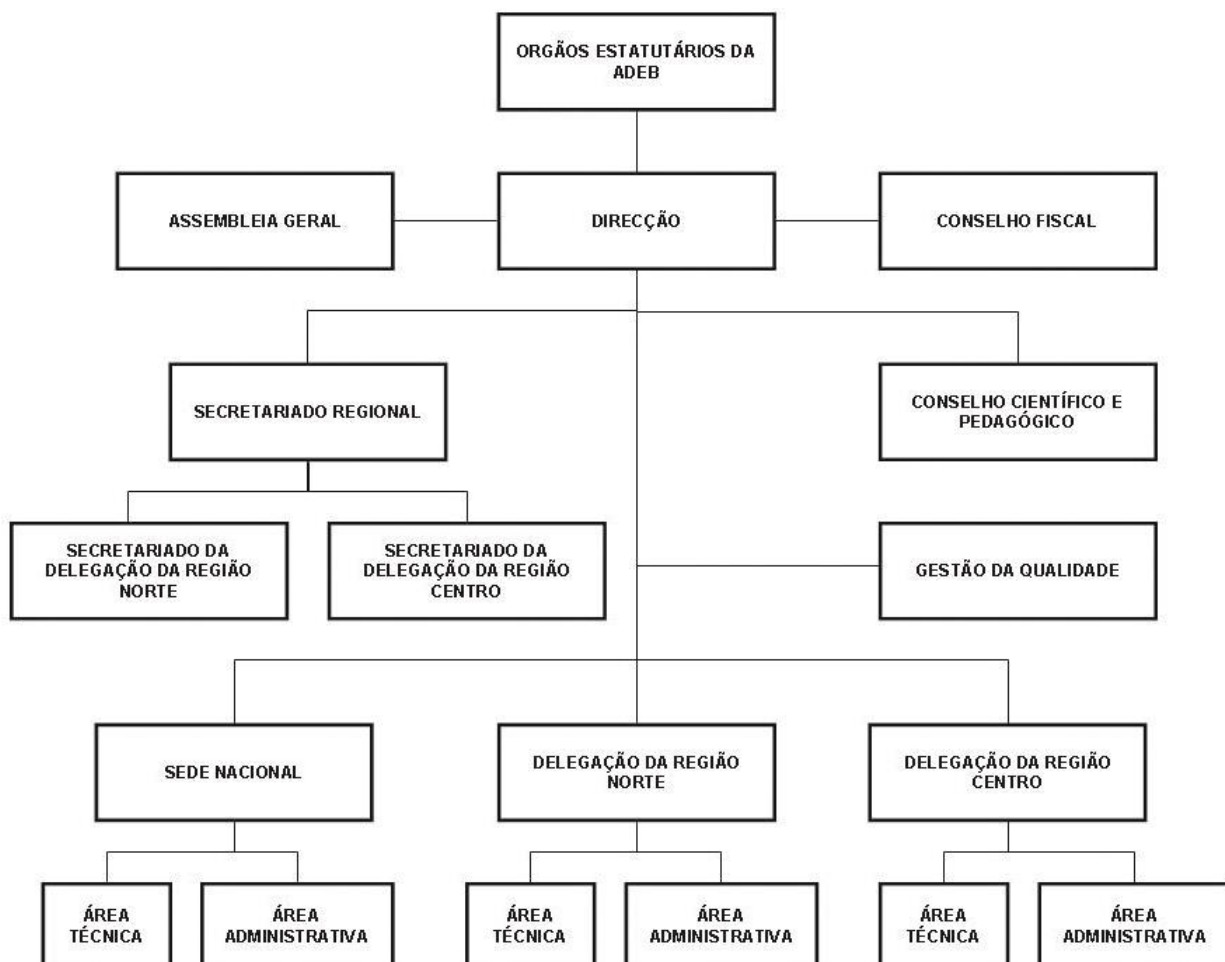 ORGÃOS ESTATUTÁRIOS DA
ADEB
ASSEMBLEIA GERAL
DIRECÇÃO
CONSELHO FISCAL
SECRETARIADO REGIONAL
CONSELHO CIENTÍFICO E
PEDAGÓGICO
SECRETARIADO DA
DELEGAÇÃO DA REGIÃO
NORTE
SECRETARIADO DA
DELEGAÇÃO DA REGIÃO
CENTRO
GESTÃO DA QUALIDADE
SEDE NACIONAL
DELEGAÇÃO DA REGIÃO
NORTE
DELEGAÇÃO DA REGIÃO
CENTRO
ÁREA
TÉCNICA
ÁREA
ADMINISTRATIVA
ÁREA
TÉCNICA
ÁREA
ADMINISTRATIVA
ÁREA
TÉCNICA
ÁREA
ADMINISTRATIVA